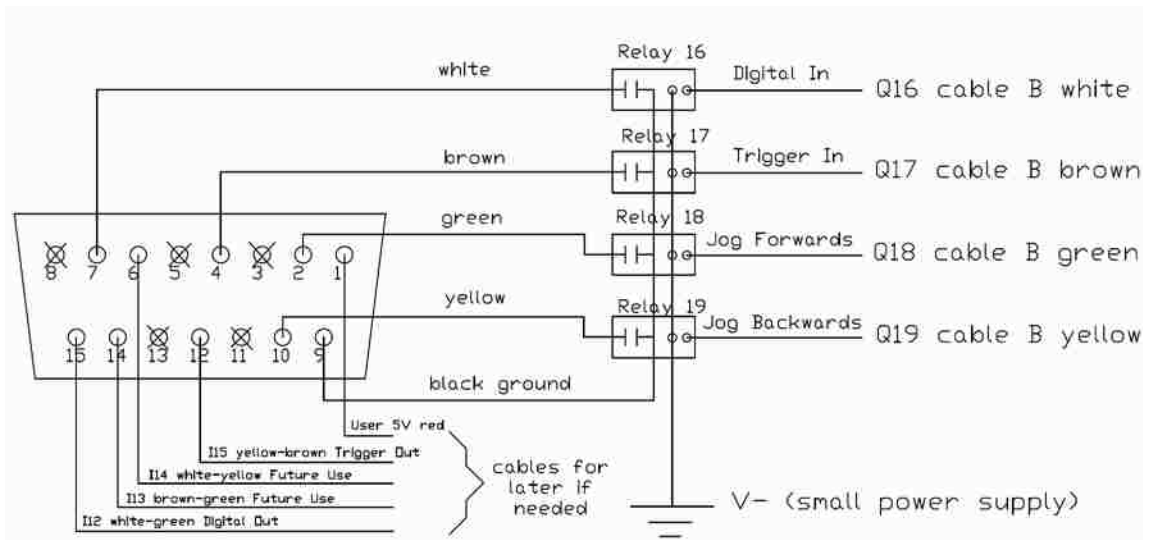 Relay 16
white
Digital In
Q16 cable B white
Relay 17
brown
Trigger In
Q17 cable B brown
Relay 18
green
Jog Forwards
Q18 cable B green
8 7 6 5 4 3 2 1
Relay 19
yellow
Jog Backwards
Q19 cable B yellow
15 14 13 12 11 10 9
black ground
User 5V red
I15 yellow-brown Trigger Out
I14 white-yellow Future Use
I13 brown-green Future Use
I12 white-green Digital Out
cables for
later if
needed
V- (small power supply)